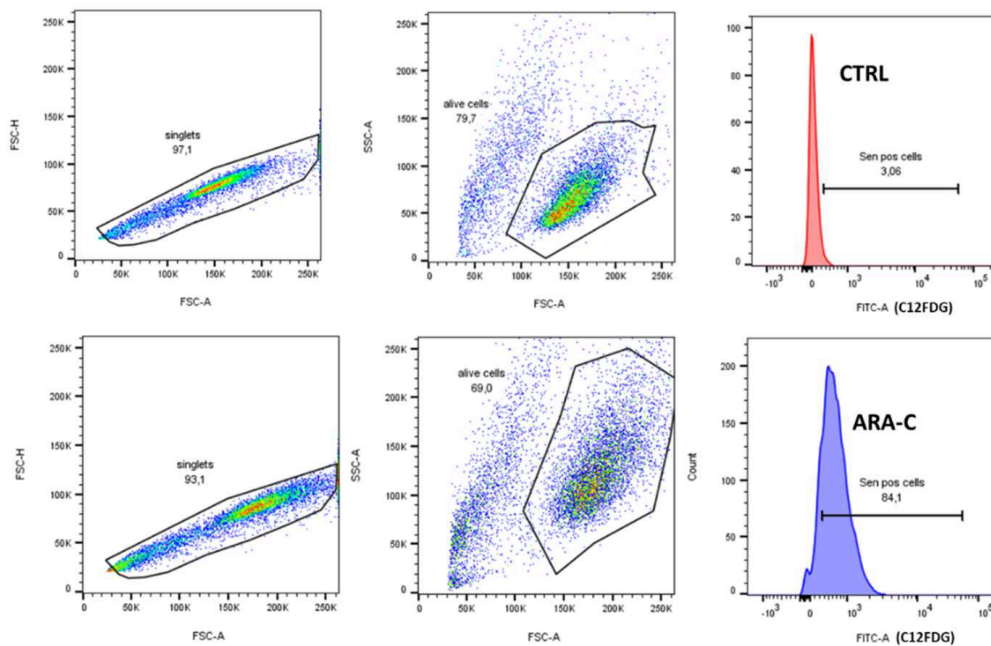 250K
200K
150K
100K
50K
0
FSC-H
singlets
97,1
0
50K
100K
150K
200K
250K
FSC-A
250K
200K
150K
100K
50K
0
SSC-A
alive cells
79,7
0
50K
100K
150K
200K
250K
FSC-A
100
80
60
40
20
0
CTRL
Sen pos cells
3,06
-10³
0
10³
10⁴
10⁵
FITC-A (C12FDG)
250K
200K
150K
100K
50K
0
FSC-H
singlets
93,1
0
50K
100K
150K
200K
250K
FSC-A
250K
200K
150K
100K
50K
0
SSC-A
alive cells
69,0
0
50K
100K
150K
200K
250K
FSC-A
200
150
100
50
0
Count
ARA-C
Sen pos cells
84,1
-10³
0
10³
10⁴
10⁵
FITC-A (C12FDG)